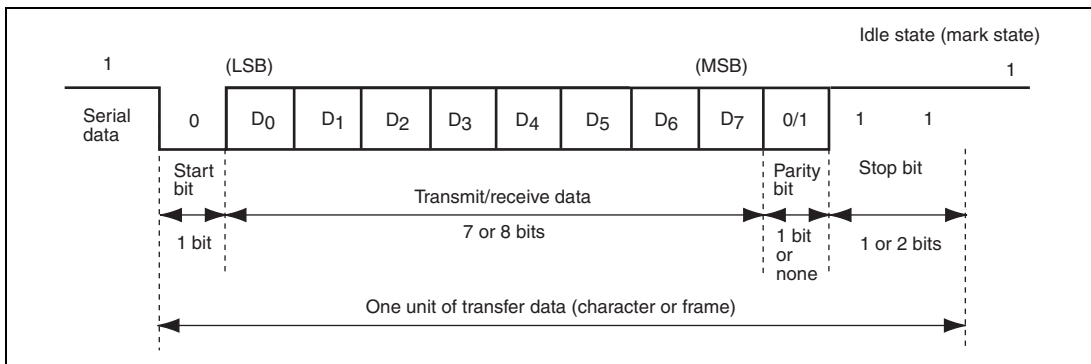 Idle state (mark state)
1 (LSB) (MSB) 1
Serial data
0 D0 D1 D2 D3 D4 D5 D6 D7 0/1 1 1
Start bit
Transmit/receive data
Parity bit
Stop bit
1 bit
7 or 8 bits
1 bit or none
1 or 2 bits
One unit of transfer data (character or frame)